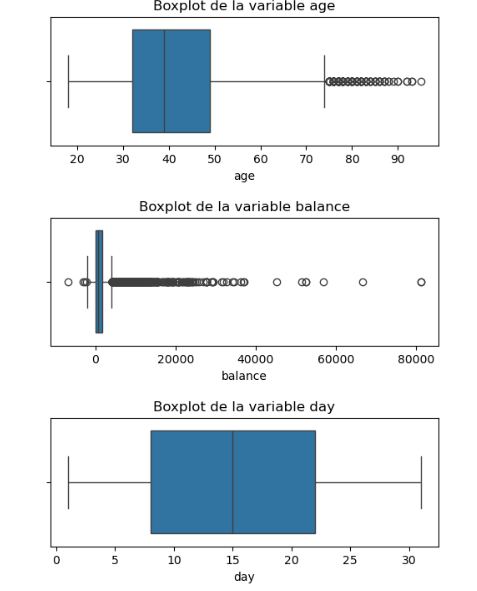 Boxplot de la variable age
20 30 40 50 60 70 80 90
age
Boxplot de la variable balance
0 20000 40000 60000 80000
balance
Boxplot de la variable day
0 5 10 15 20 25 30
day